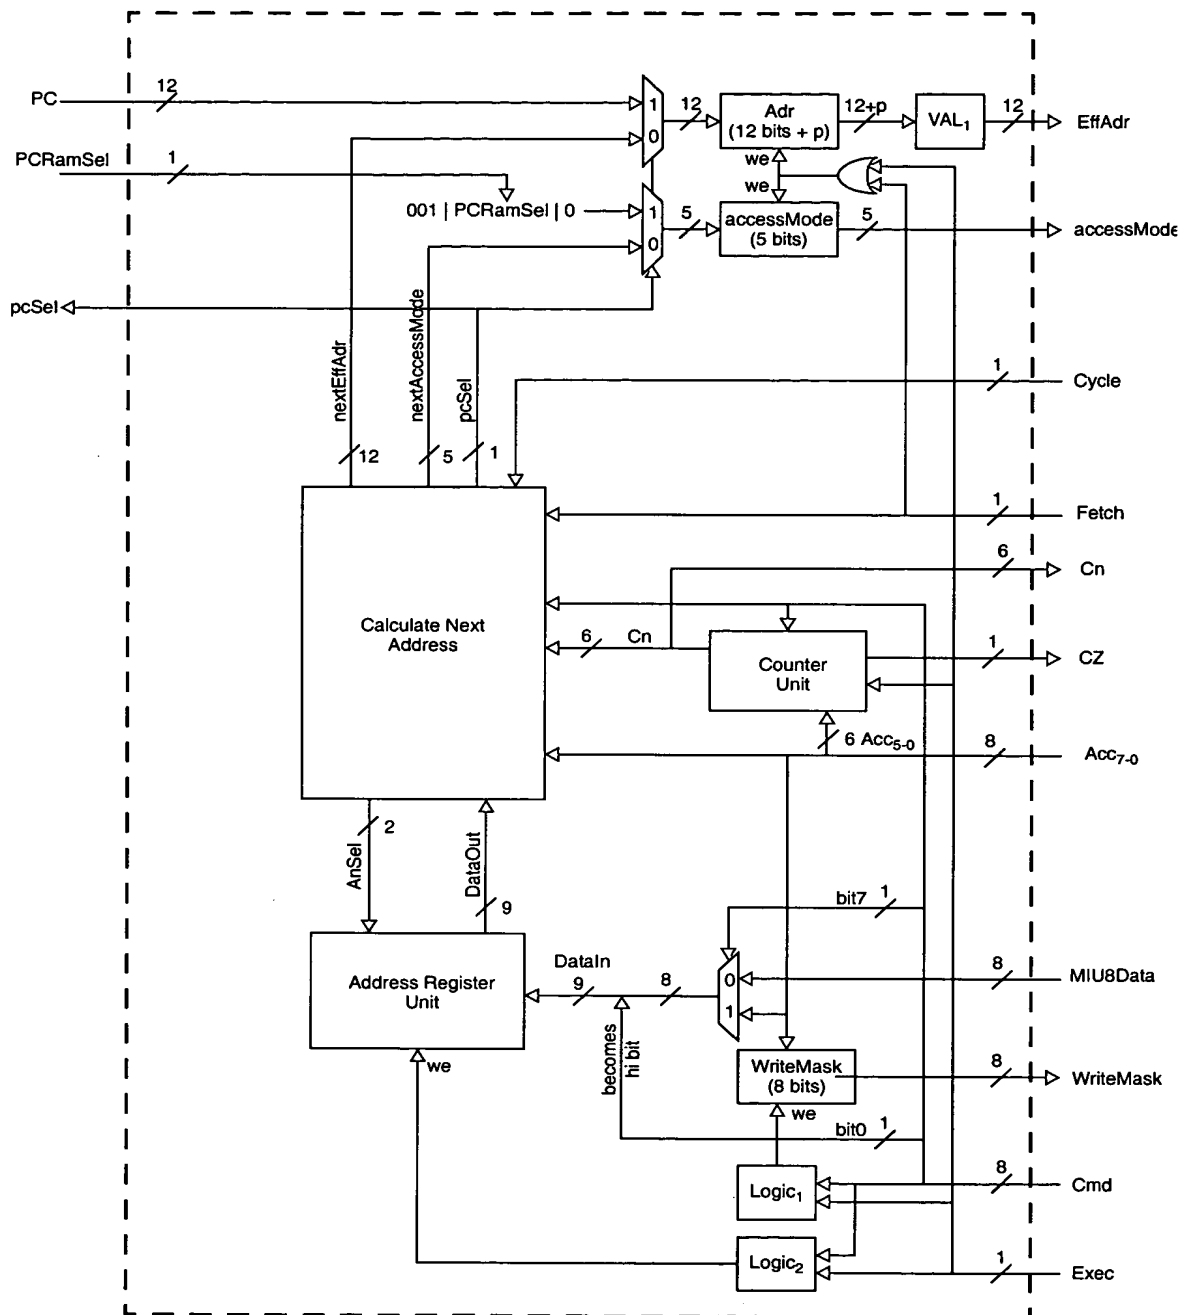 12
PC
1
0
12
Adr
(12 bits + p)
12+p
VAL1
12
EffAdr
PCRamSel
1
we
we
001 | PCRamSel | 0
1
0
5
accessMode
(5 bits)
5
accessMode
pcSel
nextEffAdr
nextAccessMode
pcSel
12
5
1
1
Cycle
1
Fetch
6
Cn
Calculate Next
Address
6
Cn
Counter
Unit
1
CZ
6 Acc5-0
8
Acc7-0
AnSel
2
DataOut
9
bit7
1
Address Register
Unit
DataIn
9
8
0
1
8
MIU8Data
becomes
hi bit
we
WriteMask
(8 bits)
8
WriteMask
we
bit0
1
Logic1
8
Cmd
Logic2
1
Exec